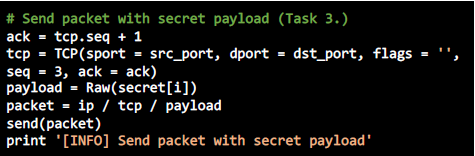 # Send packet with secret payload (Task 3.)
ack = tcp.seq + 1
tcp = TCP(sport = src_port, dport = dst_port, flags = '',
seq = 3, ack = ack)
payload = Raw(secret[i])
packet = ip / tcp / payload
send(packet)
print '[INFO] Send packet with secret payload'